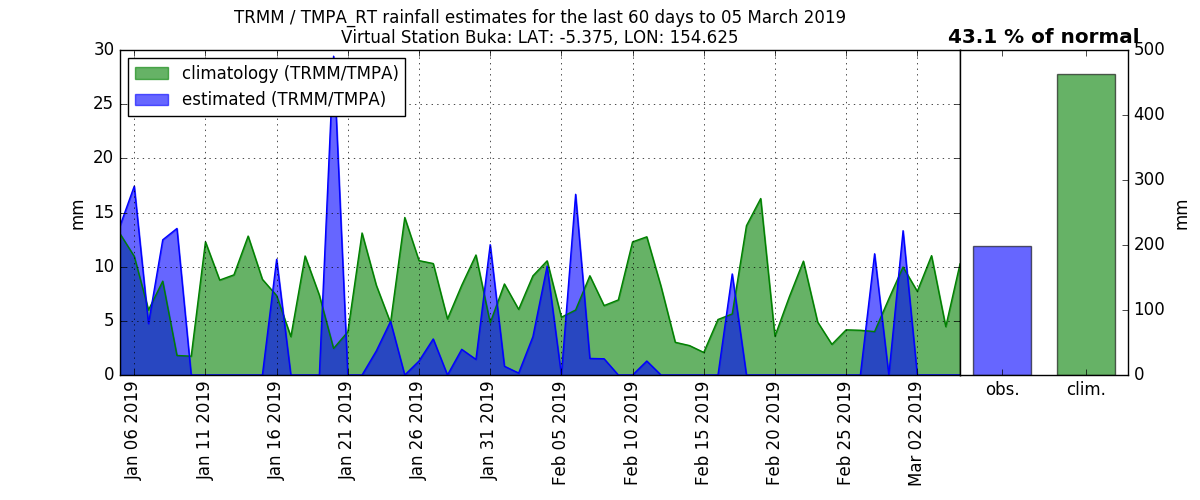 TRMM / TMPA_RT rainfall estimates for the last 60 days to 05 March 2019
Virtual Station Buka: LAT: -5.375, LON: 154.625
43.1 % of normal
climatology (TRMM/TMPA)
estimated (TRMM/TMPA)
30
25
20
15
10
5
0
mm
Jan 06 2019
Jan 11 2019
Jan 16 2019
Jan 21 2019
Jan 26 2019
Jan 31 2019
Feb 05 2019
Feb 10 2019
Feb 15 2019
Feb 20 2019
Feb 25 2019
Mar 02 2019
obs.
clim.
500
400
300
200
100
0
mm